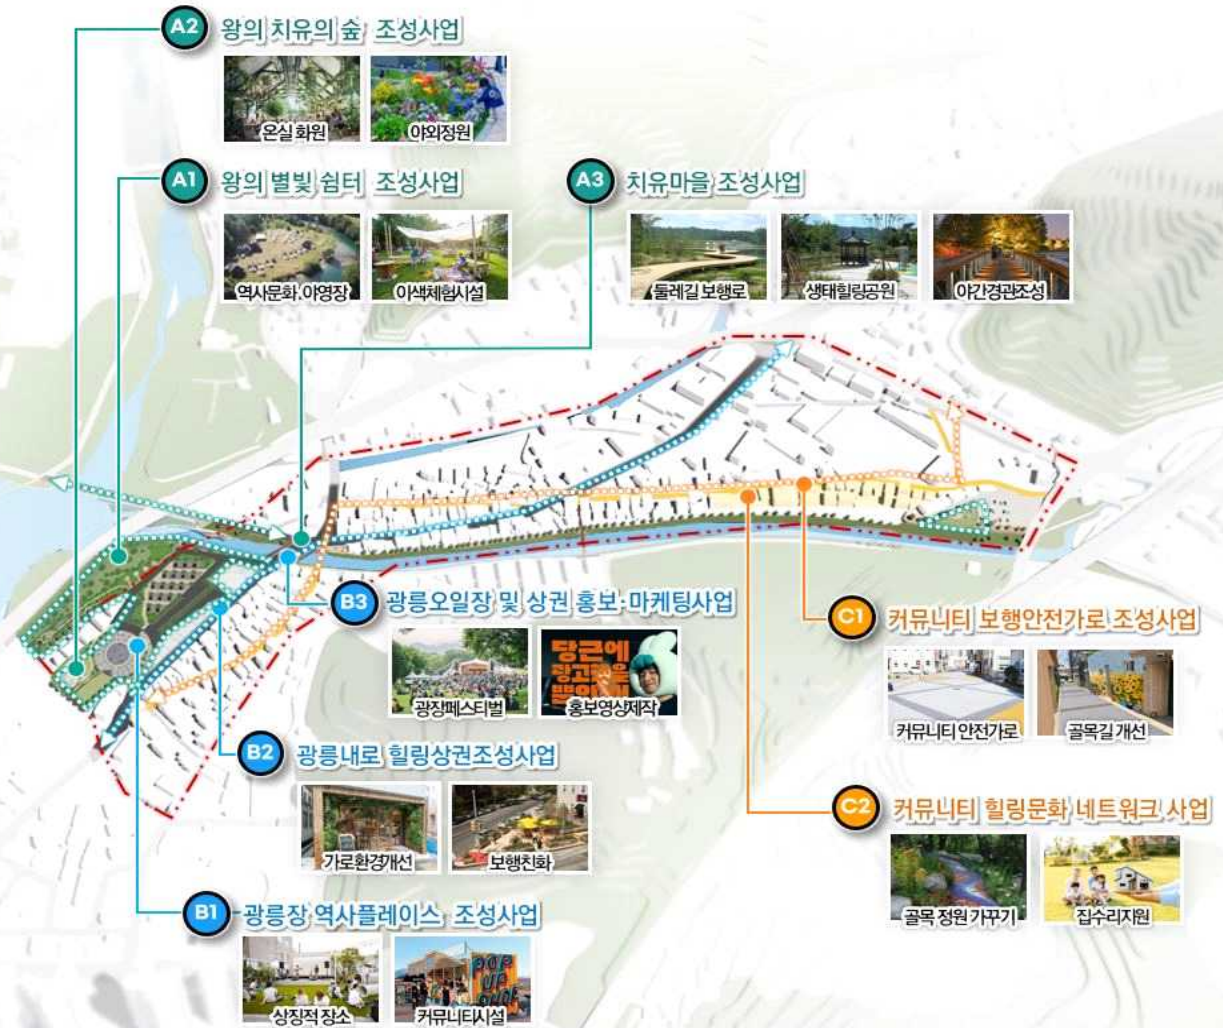 A2 왕의 치유의 숲 조성사업
온실 화원
야외정원
A1 왕의 별빛 쉼터 조성사업
역사문화.야영장
이색체험시설
A3 치유마을 조성사업
둘레길 보행로
생태힐링공원
야간경관조성
B3 광릉오일장 및 상권 홍보·마케팅사업
광장페스티벌
당근에
광고를
홍보영상제작
C1 커뮤니티 보행안전가로 조성사업
커뮤니티 안전가로
골목길 개선
B2 광릉내로 힐링상권조성사업
가로환경개선
보행친화
C2 커뮤니티 힐링문화 네트워크 사업
골목 정원 가꾸기
집수리지원
B1 광릉장 역사플레이스 조성사업
상징적 장소
POP
UP
커뮤니티시설